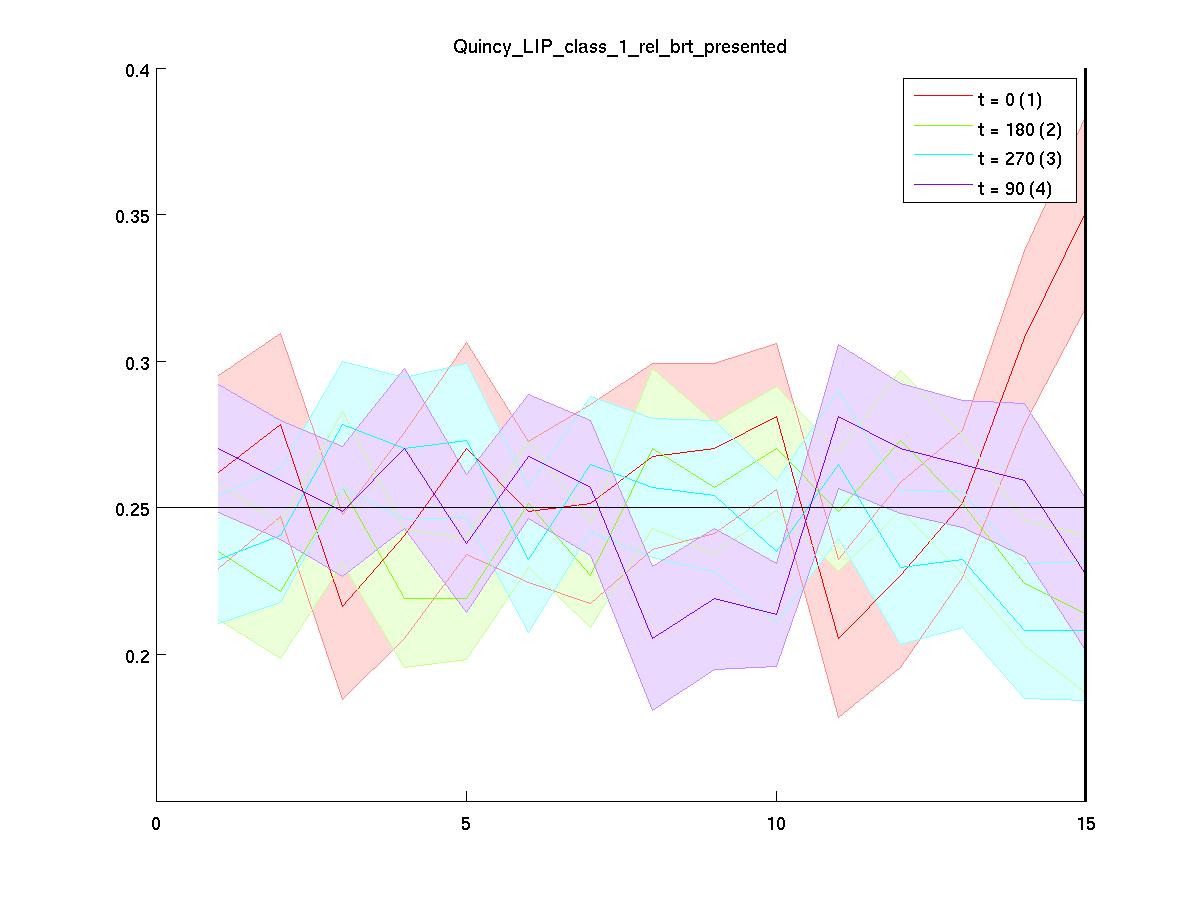 Quincy_LIP_class_1_rel_brt_presented
0.4
0.35
0.3
0.25
0.2
0
5
10
15
t = 0 (1)
t = 180 (2)
t = 270 (3)
t = 90 (4)